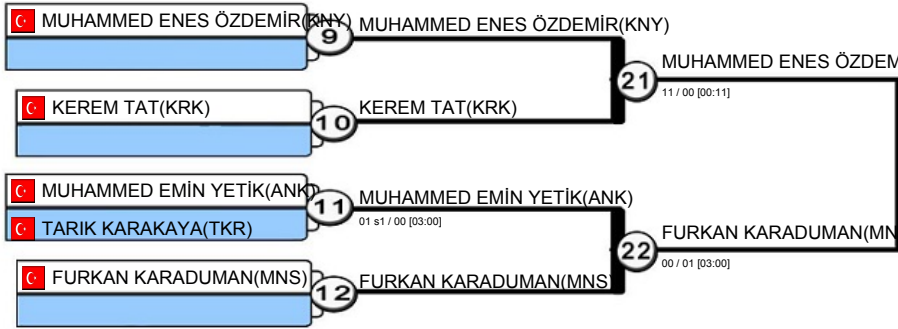 MUHAMMED ENES ÖZDEMİR(KNY)
9
MUHAMMED ENES ÖZDEMİR(KNY)
21
MUHAMMED ENES ÖZDEM
11 / 00 [00:11]
KEREM TAT(KRK)
10
KEREM TAT(KRK)
MUHAMMED EMİN YETİK(ANK)
11
MUHAMMED EMİN YETİK(ANK)
01 s1 / 00 [03:00]
TARIK KARAKAYA(TKR)
22
FURKAN KARADUMAN(MN
00 / 01 [03:00]
FURKAN KARADUMAN(MNS)
12
FURKAN KARADUMAN(MNS